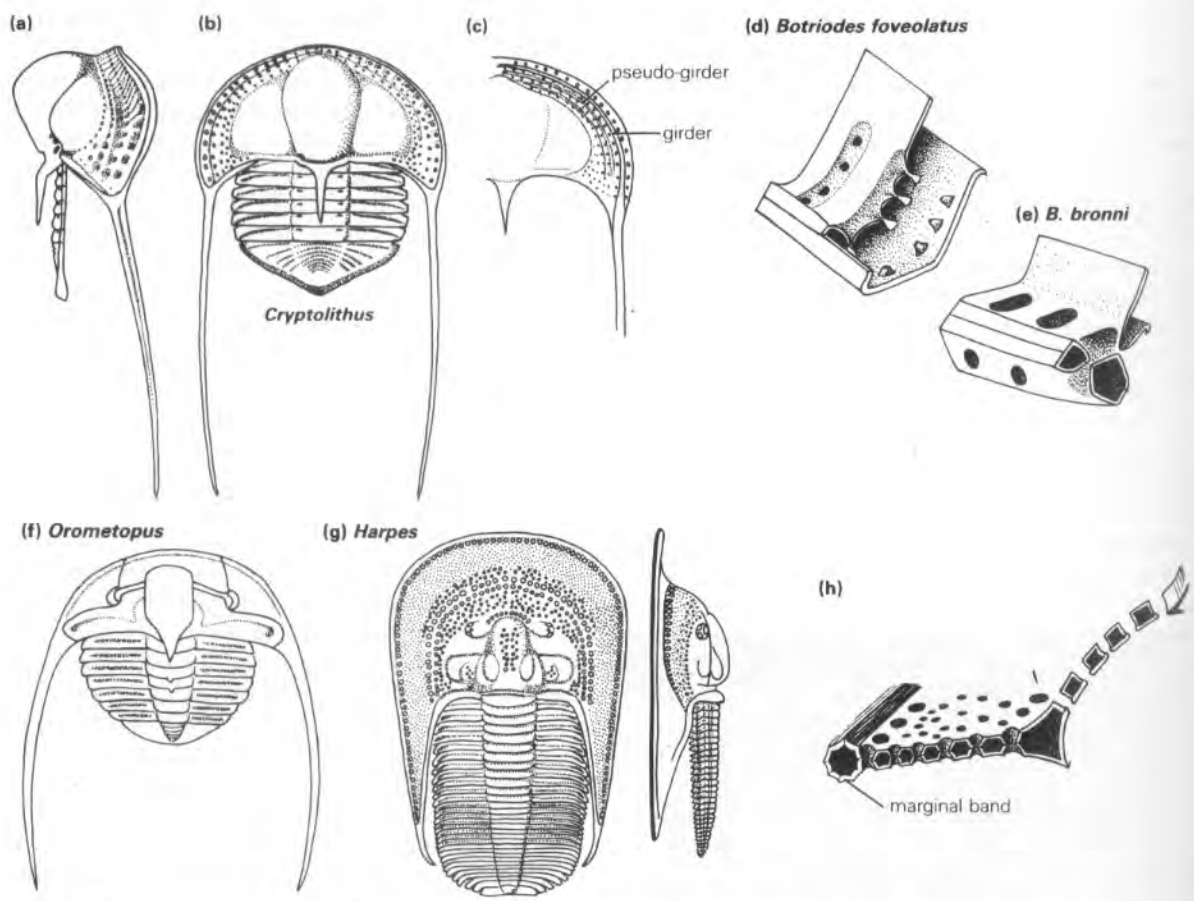 (a)
(b)
(c)
(d) Botriodes foveolatus
pseudo-girder
girder
(e) B. bronni
Cryptolithus
(f) Orometopus
(g) Harpes
(h)
marginal band